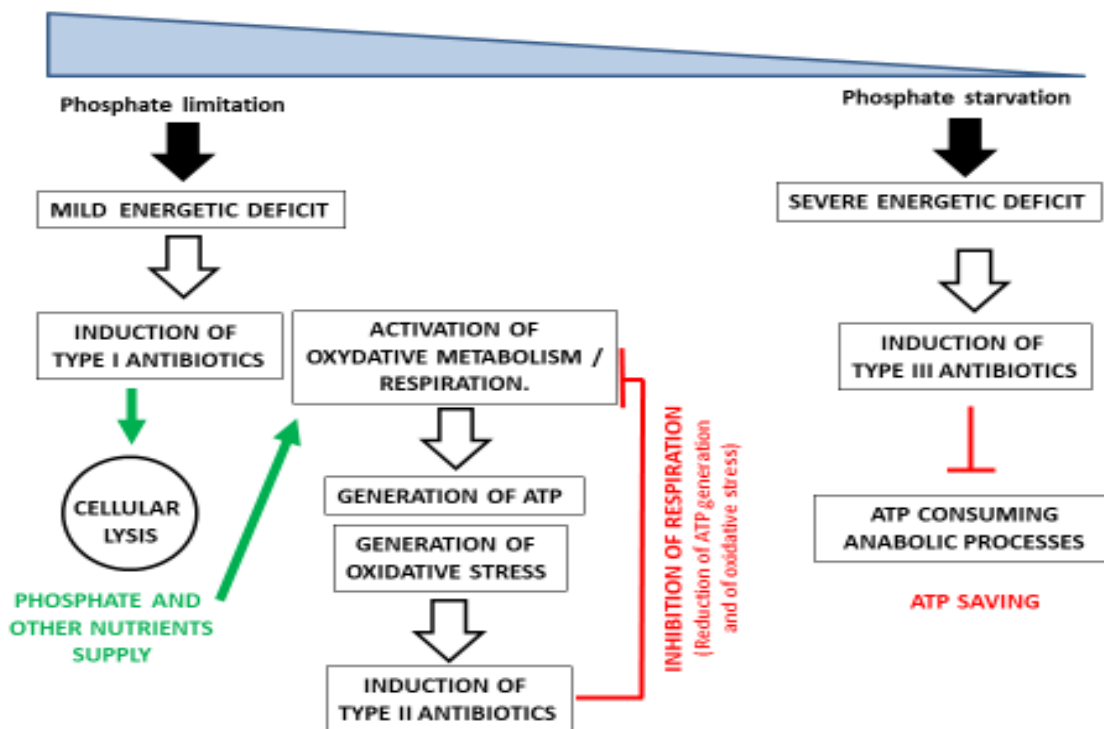 Phosphate limitation
Phosphate starvation
MILD ENERGETIC DEFICIT
SEVERE ENERGETIC DEFICIT
INDUCTION OF
TYPE I ANTIBIOTICS
ACTIVATION OF
OXYDATIVE METABOLISM /
RESPIRATION.
INDUCTION OF
TYPE III ANTIBIOTICS
CELLULAR
LYSIS
GENERATION OF ATP
GENERATION OF
OXIDATIVE STRESS
INHIBITION OF RESPIRATION
(Reduction of ATP generation
and of oxidative stress)
ATP CONSUMING
ANABOLIC PROCESSES
PHOSPHATE AND
OTHER NUTRIENTS
SUPPLY
ATP SAVING
INDUCTION OF
TYPE II ANTIBIOTICS